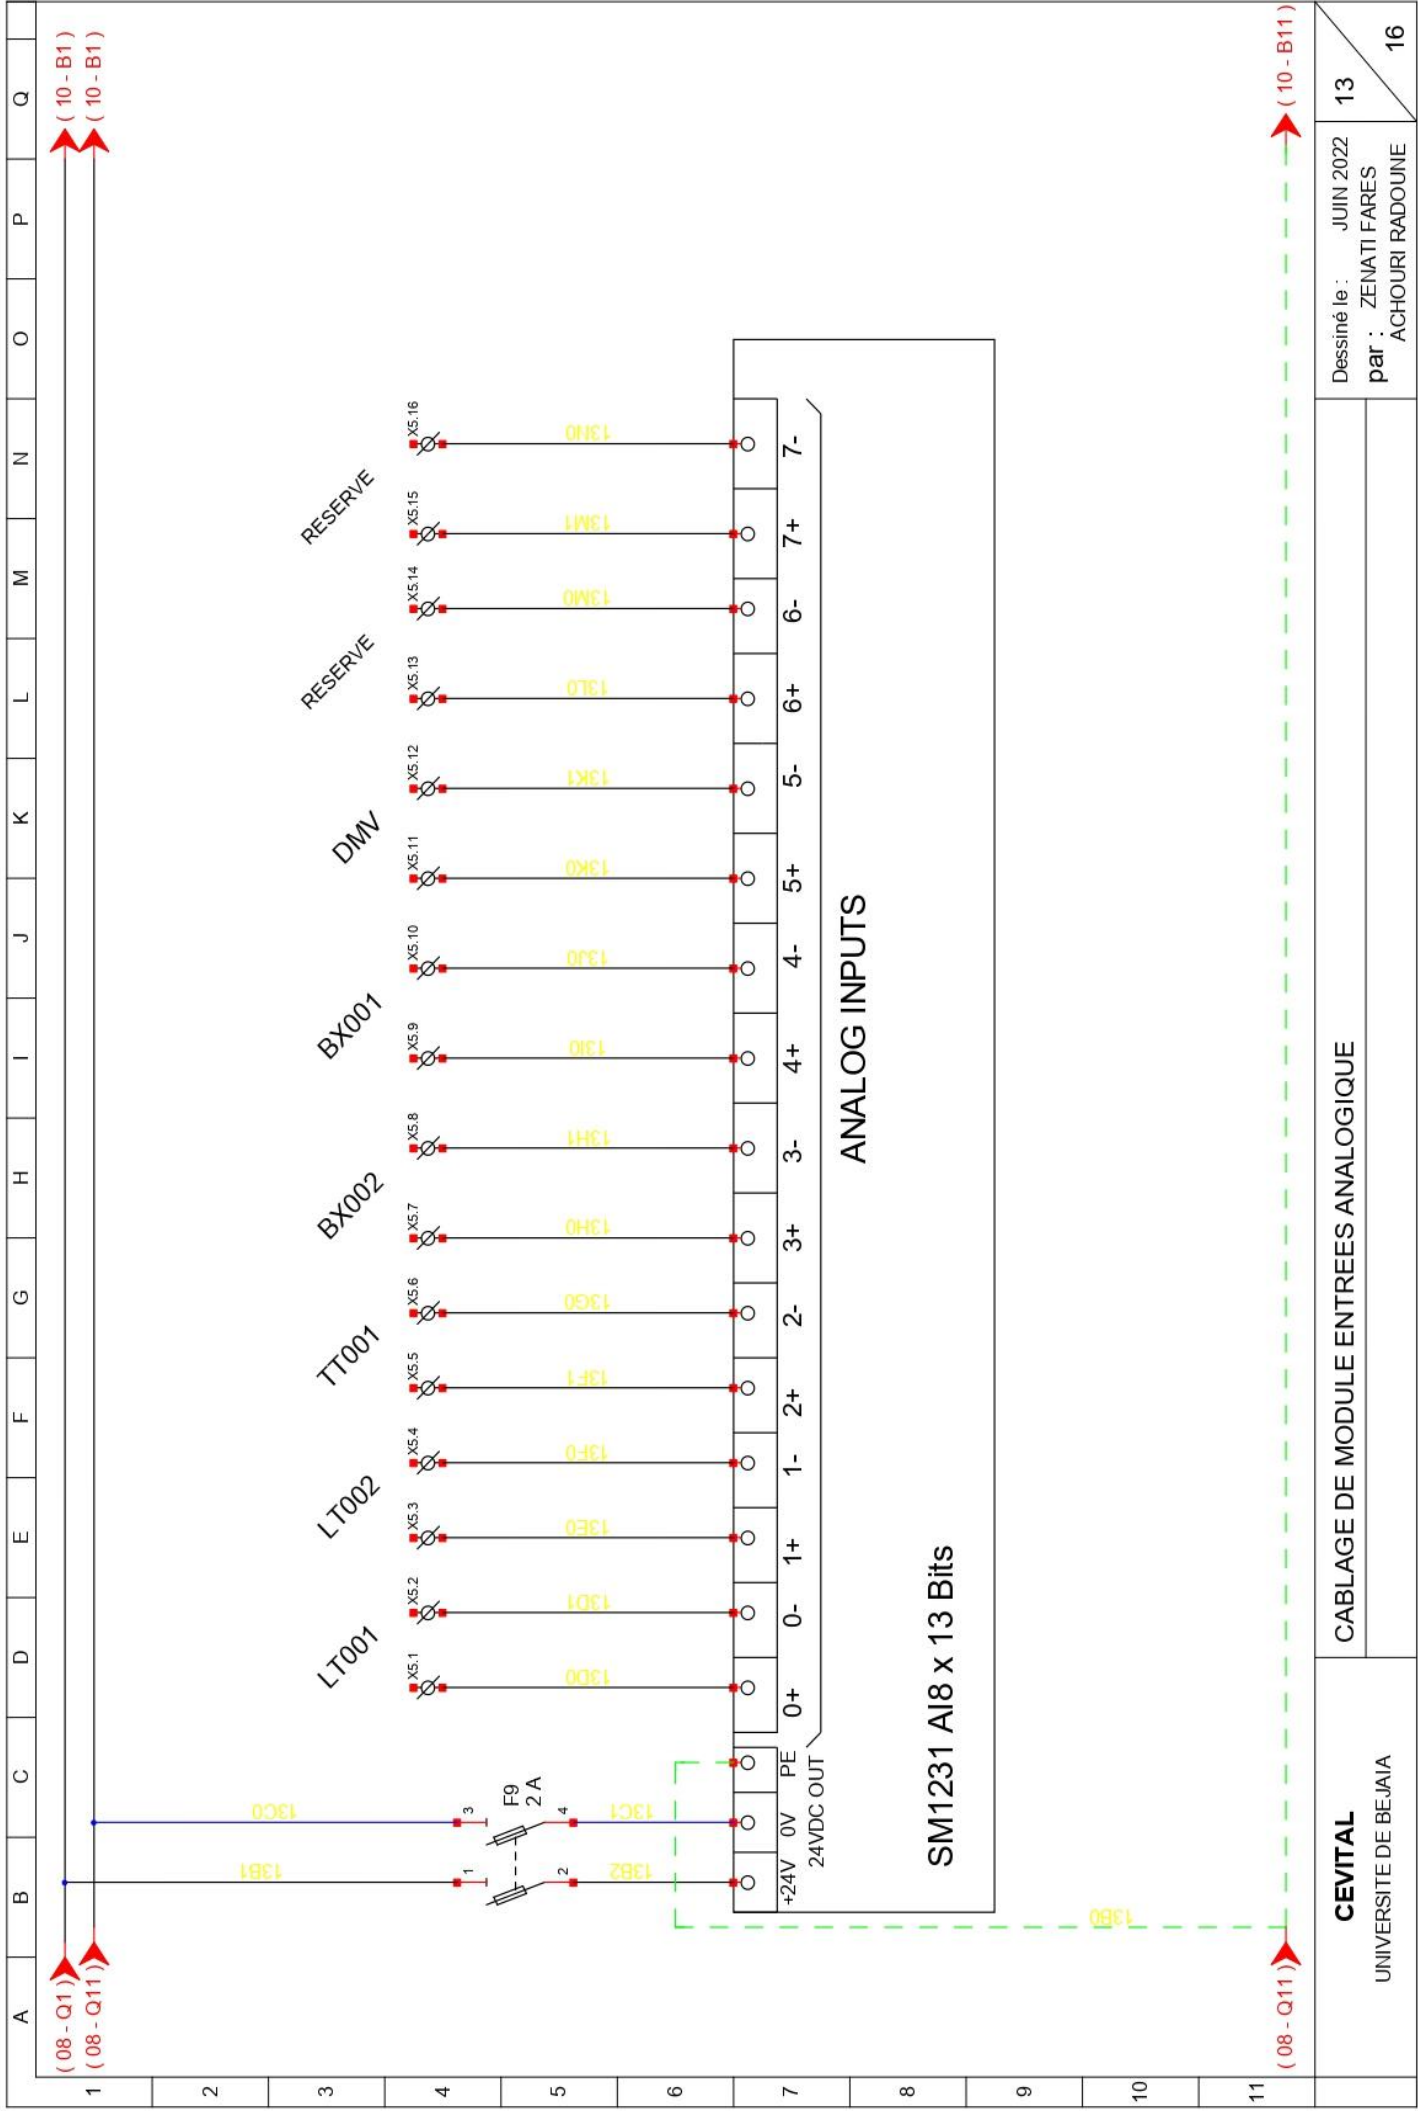 A B C D E F G H I J K L M N O P Q
1
2
3
4
5
6
7
8
9
10
11
( 08 - Q1 )
( 10 - B1 )
( 08 - Q11 )
( 10 - B1 )
13B1
13C0
LT001
LT002
TT001
BX002
BX001
DMV
RESERVE
RESERVE
X5.1 X5.2 X5.3 X5.4 X5.5 X5.6 X5.7 X5.8 X5.9 X5.10 X5.11 X5.12 X5.13 X5.14 X5.15 X5.16
1
3
F9
2 A
2
4
13B2 13C1 13D0 13D1 13E0 13F0 13F1 13G0 13H0 13H1 13I0 13J0 13K0 13K1 13L0 13M0 13M1 13N0
+24V 0V PE 0+ 0- 1+ 1- 2+ 2- 3+ 3- 4+ 4- 5+ 5- 6+ 6- 7+ 7-
24VDC OUT
ANALOG INPUTS
SM1231 AI8 x 13 Bits
13B0
( 08 - Q11 )
( 10 - B11 )
CEVITAL
UNIVERSITE DE BEJAIA
CABLAGE DE MODULE ENTREES ANALOGIQUE
Dessiné le : JUIN 2022
par : ZENATI FARES
ACHOURI RADOUNE
13
16